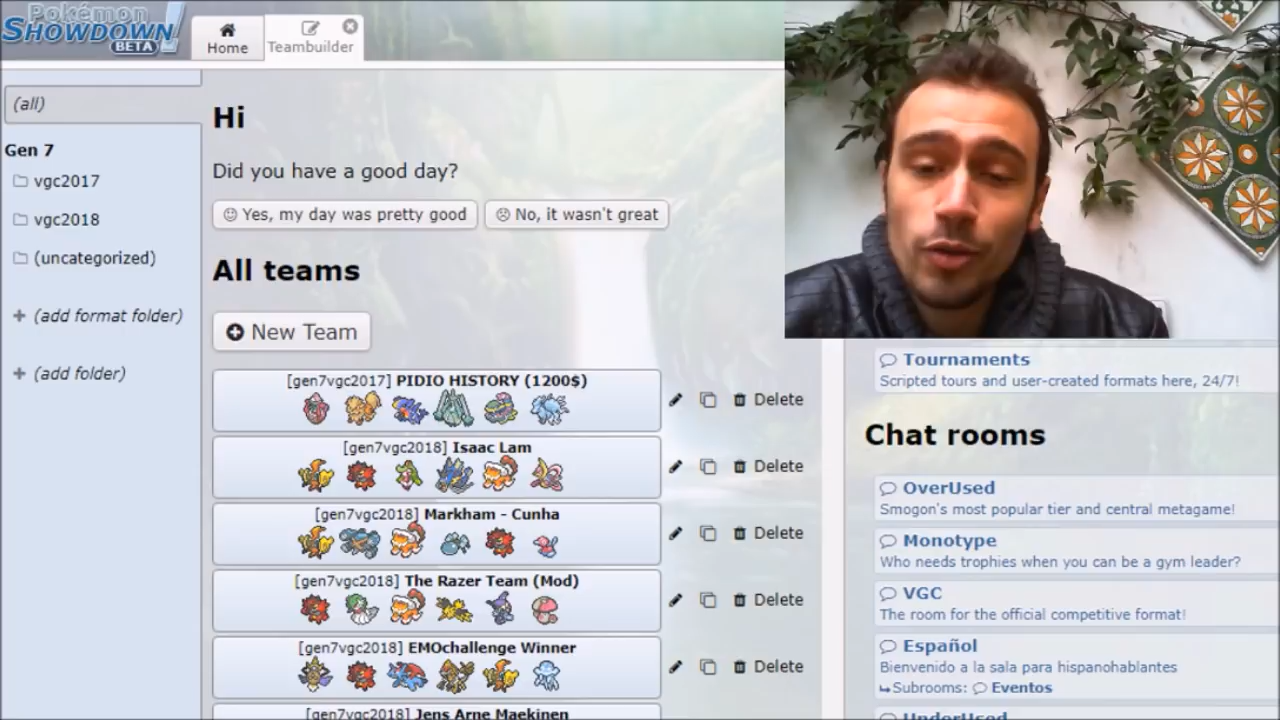 Pokémon
SHOWDOWN!
BETA
Home
Teambuilder
(all)
Gen 7
vgc2017
vgc2018
(uncategorized)
(add format folder)
(add folder)
Hi
Did you have a good day?
Yes, my day was pretty good
No, it wasn't great
All teams
New Team
[gen7vgc2017] PIDIO HISTORY (1200$)
Delete
[gen7vgc2018] Isaac Lam
Delete
[gen7vgc2018] Markham - Cunha
Delete
[gen7vgc2018] The Razer Team (Mod)
Delete
[gen7vgc2018] EMOchallenge Winner
Delete
[gen7vgc2018] Jens Arne Maekinen
Tournaments
Scripted tours and user-created formats here, 24/7!
Chat rooms
OverUsed
Smogon's most popular tier and central metagame!
Monotype
Who needs trophies when you can be a gym leader?
VGC
The room for the official competitive format!
Español
Bienvenido a la sala para hispanohablantes
↳Subrooms: Eventos
UnderUsed